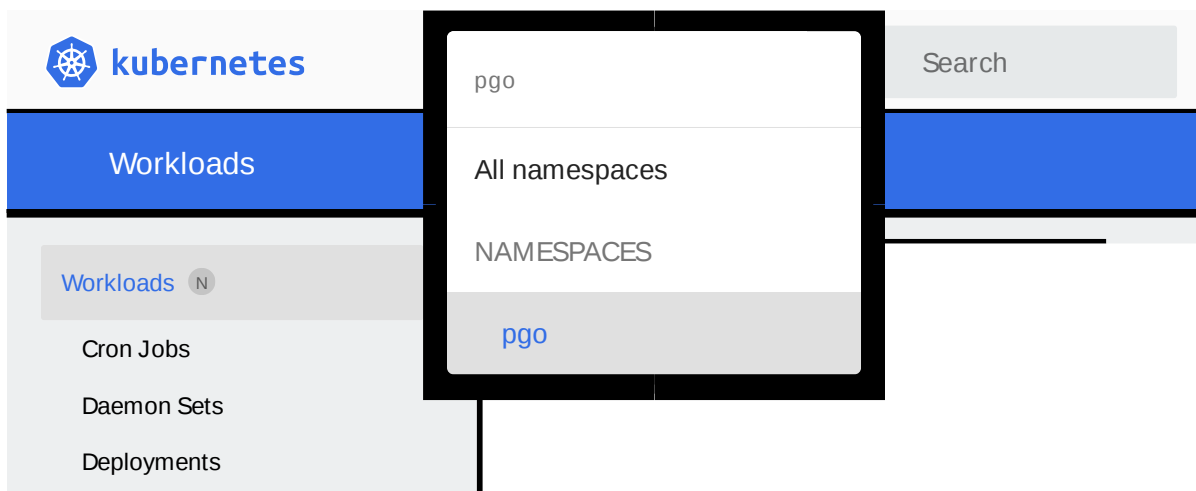 kubernetes
pgo
Search
Workloads
All namespaces
NAMESPACES
pgo
Workloads N
Cron Jobs
Daemon Sets
Deployments